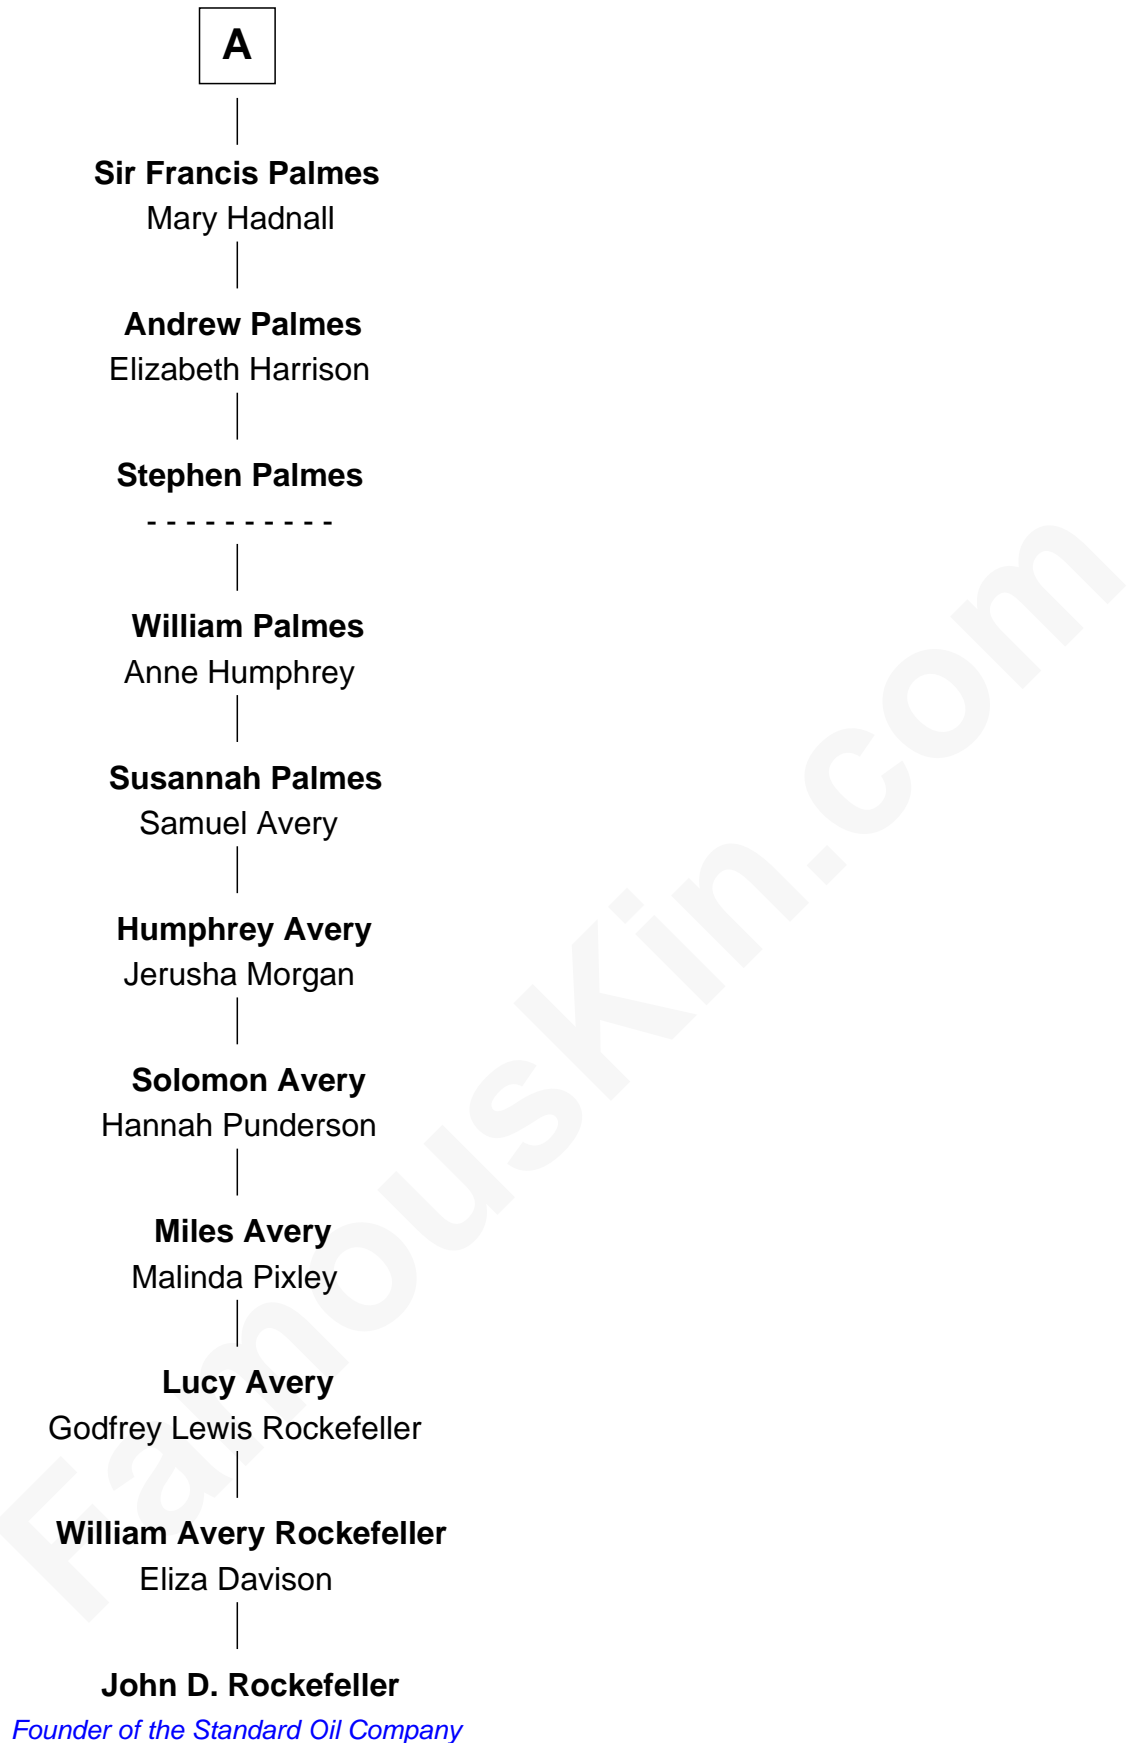 A
Sir Francis Palmes
Mary Hadnall
Andrew Palmes
Elizabeth Harrison
Stephen Palmes
- - - - - - - - - -
William Palmes
Anne Humphrey
Susannah Palmes
Samuel Avery
Humphrey Avery
Jerusha Morgan
Solomon Avery
Hannah Punderson
Miles Avery
Malinda Pixley
Lucy Avery
Godfrey Lewis Rockefeller
William Avery Rockefeller
Eliza Davison
John D. Rockefeller
Founder of the Standard Oil Company
FamousKin.com